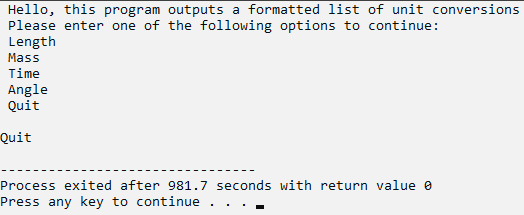 Hello, this program outputs a formatted list of unit conversions
Please enter one of the following options to continue:
Length
Mass
Time
Angle
Quit
Quit
--------------------------------
Process exited after 981.7 seconds with return value 0
Press any key to continue . . .